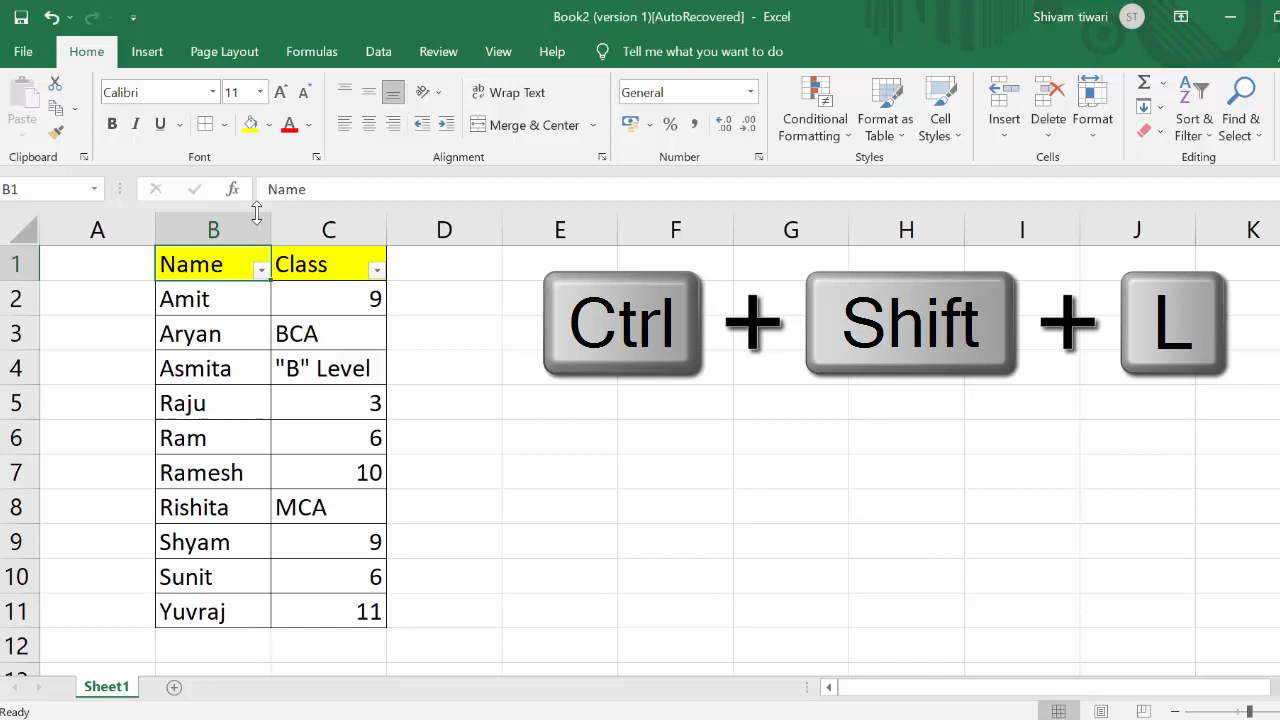 Book2 (version 1)[AutoRecovered] - Excel
Shivam tiwari ST
File Home Insert Page Layout Formulas Data Review View Help Tell me what you want to do
Calibri 11 A A ab Wrap Text General
Paste B I U A Merge & Center % , Conditional Formatting Format as Table Cell Styles Insert Delete Format Sort & Filter Find & Select
Clipboard Font Alignment Number Styles Cells Editing
B1 fx Name
A B C D E F G H I J K
1 Name Class
2 Amit 9
3 Aryan BCA
4 Asmita "B" Level
5 Raju 3
6 Ram 6
7 Ramesh 10
8 Rishita MCA
9 Shyam 9
10 Sunit 6
11 Yuvraj 11
12
Ctrl + Shift + L
Sheet1
Ready